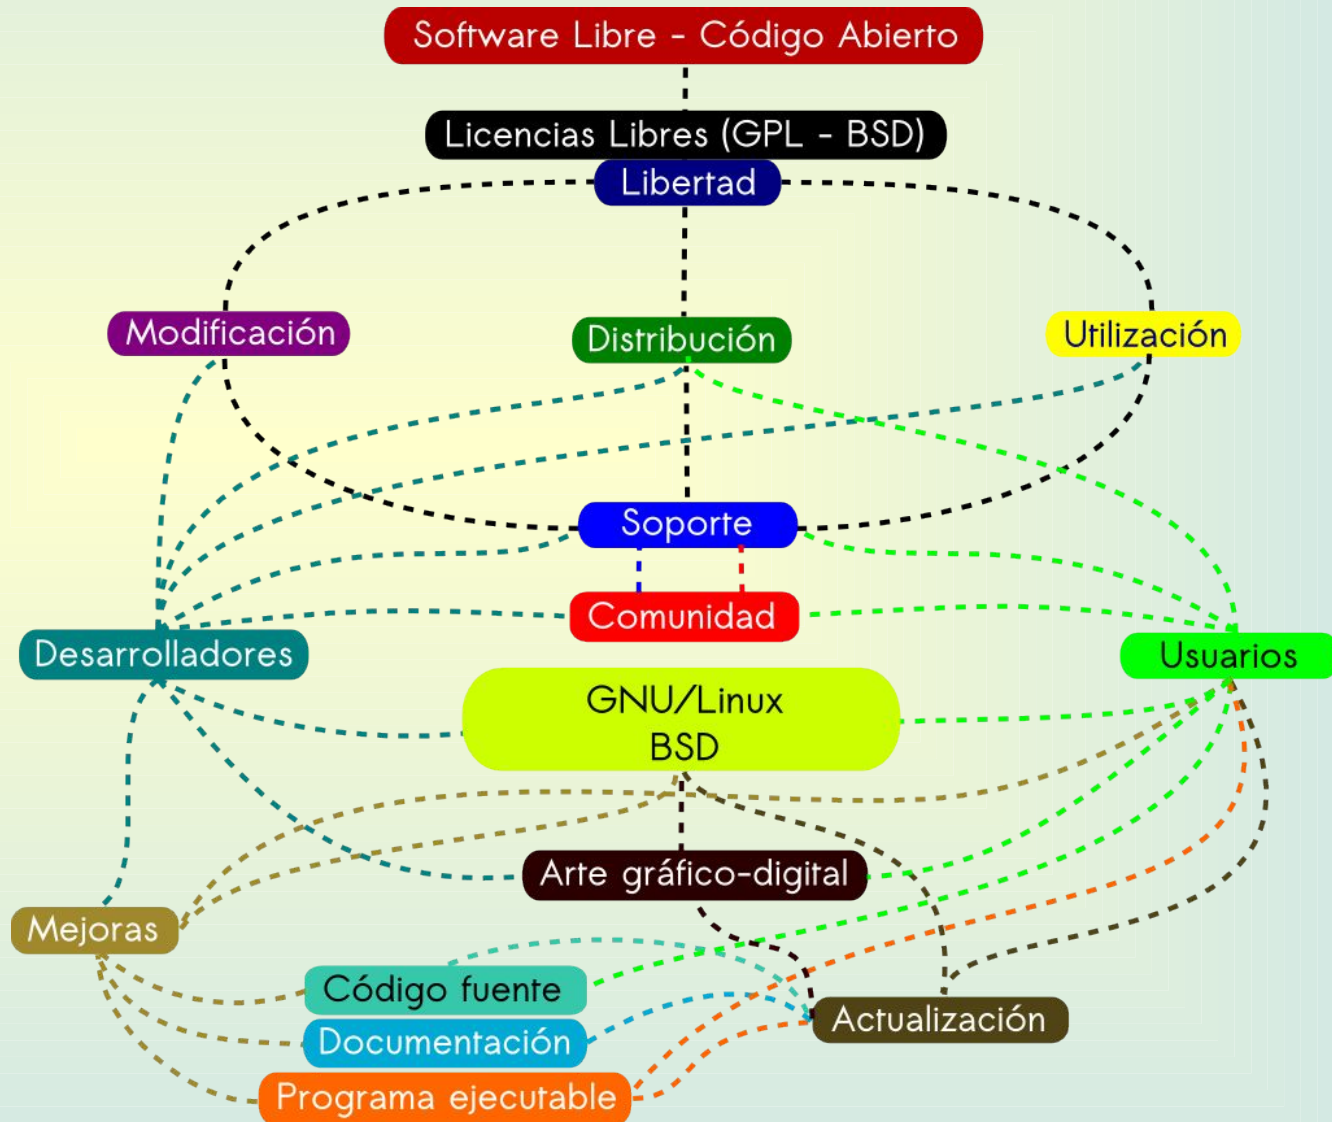 Software Libre - Código Abierto
Licencias Libres (GPL - BSD)
Libertad
Modificación
Distribución
Utilización
Soporte
Comunidad
Desarrolladores
Usuarios
GNU/Linux
BSD
Arte gráfico-digital
Mejoras
Código fuente
Actualización
Documentación
Programa ejecutable